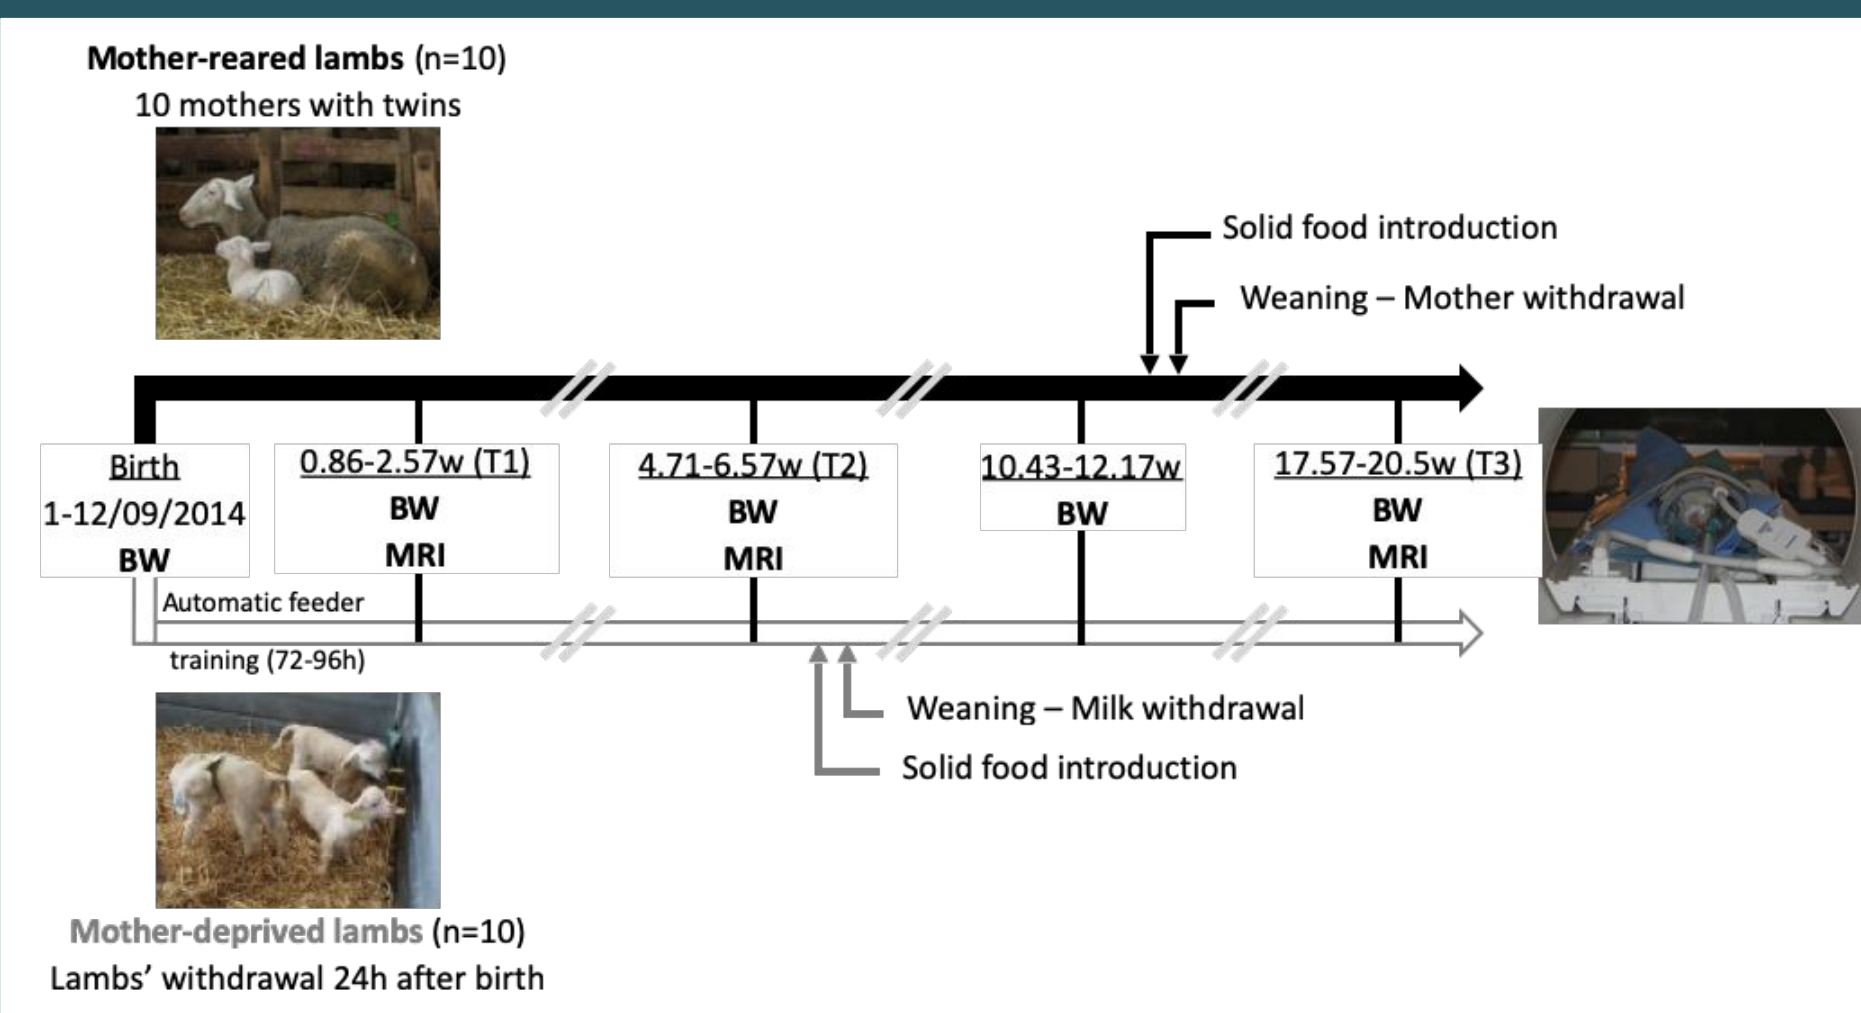 Mother-reared lambs (n=10)
10 mothers with twins
Solid food introduction
Weaning – Mother withdrawal
Birth
1-12/09/2014
BW
0.86-2.57w (T1)
BW
MRI
4.71-6.57w (T2)
BW
MRI
10.43-12.17w
BW
17.57-20.5w (T3)
BW
MRI
Automatic feeder
training (72-96h)
Weaning – Milk withdrawal
Solid food introduction
Mother-deprived lambs (n=10)
Lambs’ withdrawal 24h after birth